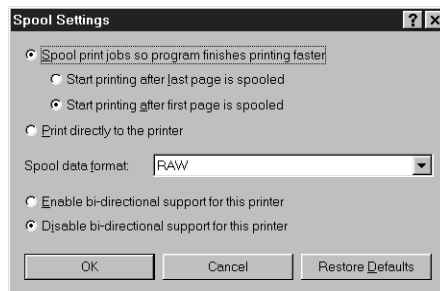 Spool Settings
Spool print jobs so program finishes printing faster
Start printing after last page is spooled
Start printing after first page is spooled
Print directly to the printer
Spool data format: RAW
Enable bi-directional support for this printer
Disable bi-directional support for this printer
OK Cancel Restore Defaults